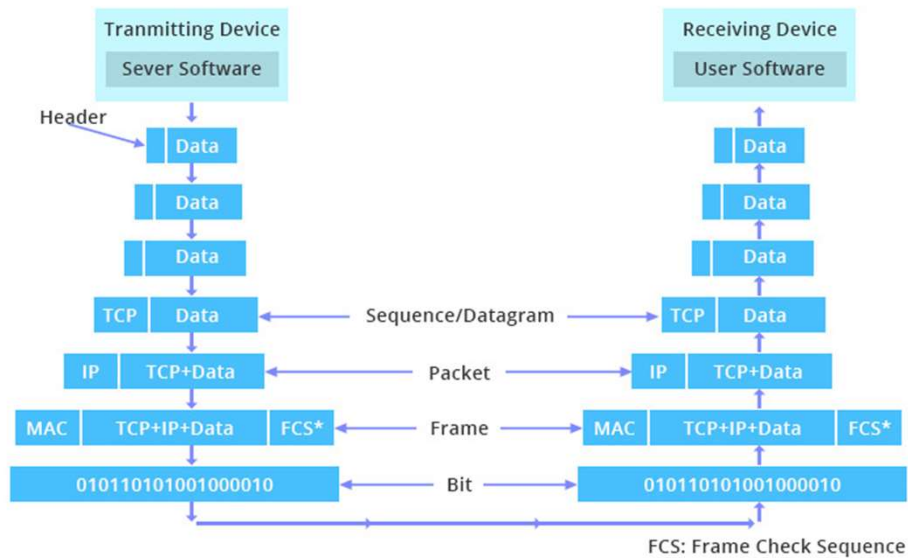 Tranmitting Device
Receiving Device
Sever Software
User Software
Header
Data
Data
Data
Data
Data
Data
TCP
Data
Sequence/Datagram
TCP
Data
IP
TCP+Data
Packet
IP
TCP+Data
MAC
TCP+IP+Data
FCS*
Frame
MAC
TCP+IP+Data
FCS*
010110101001000010
Bit
010110101001000010
FCS: Frame Check Sequence